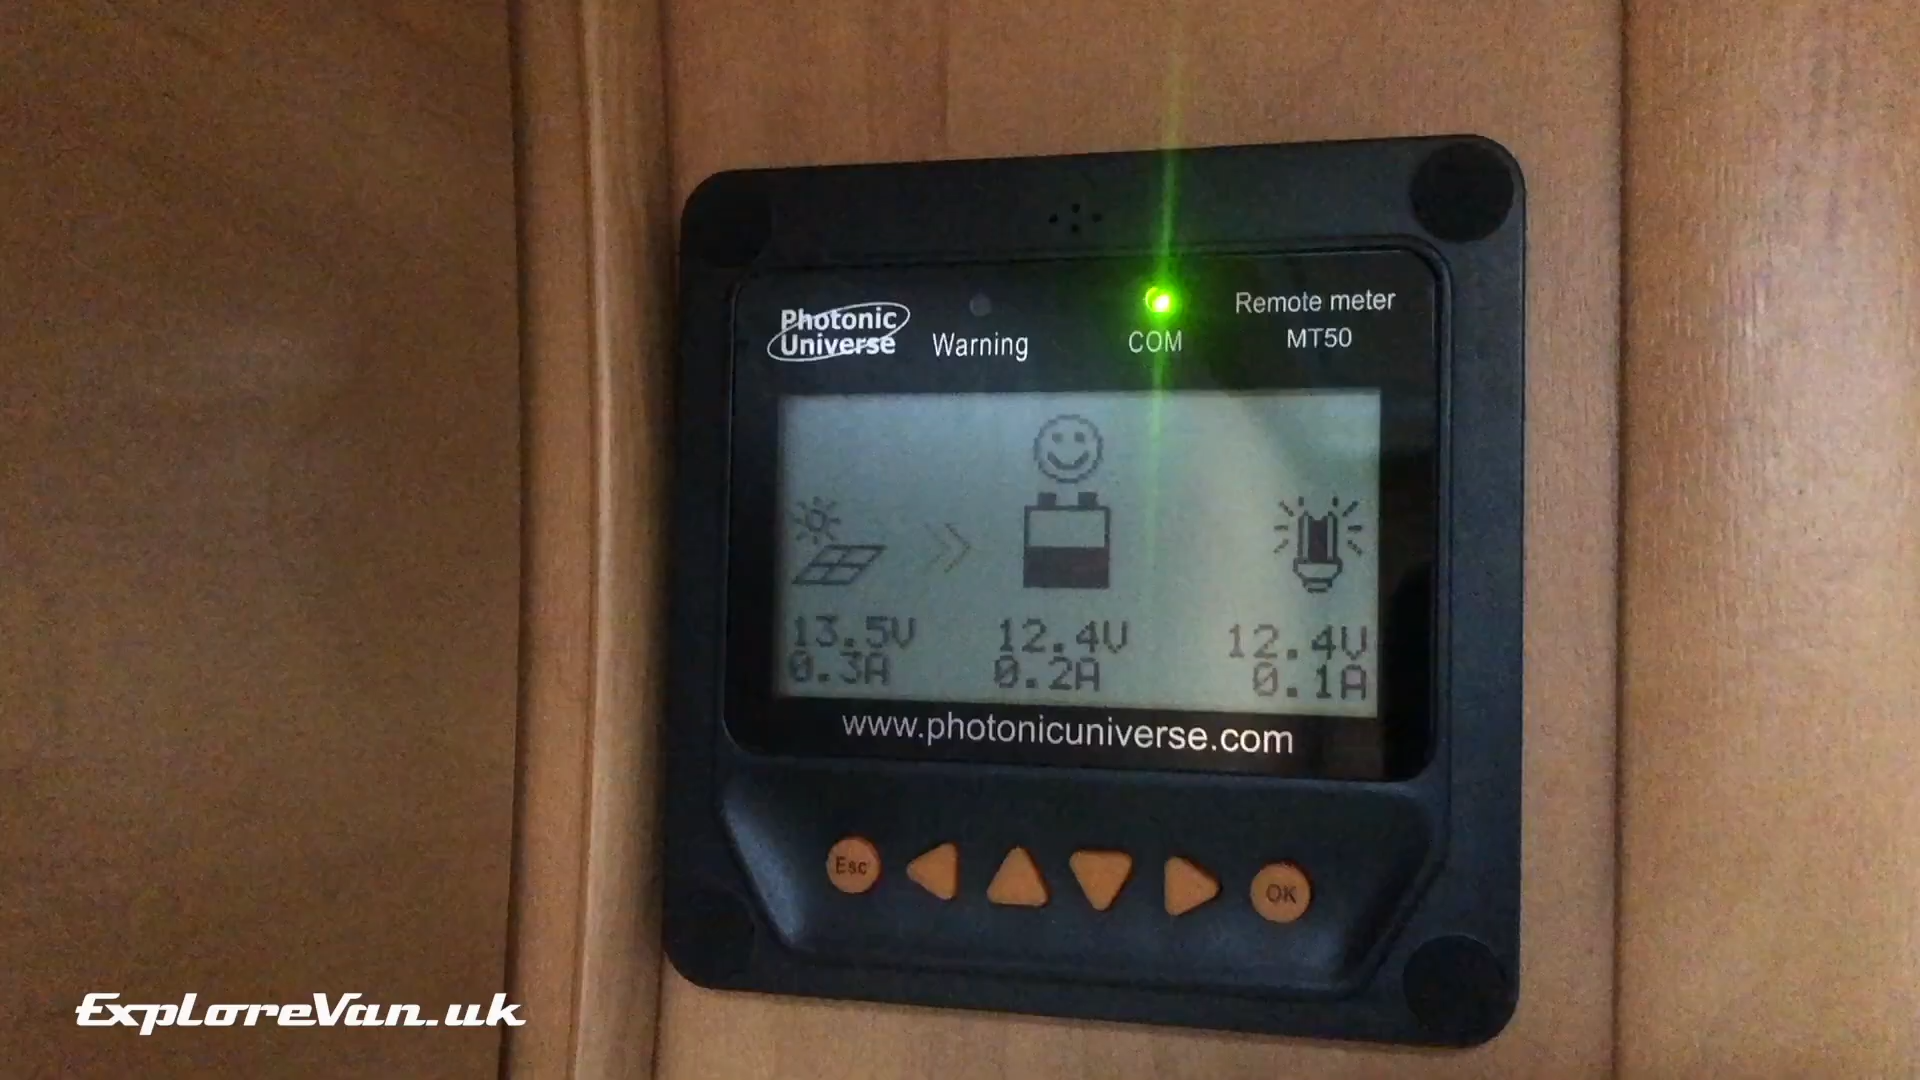 Photonic
Universe
Warning
COM
Remote meter
MT50
13.5V
0.3A
12.4V
0.2A
12.4V
0.1A
www.photonicuniverse.com
Esc
OK
ExploreVan.uk